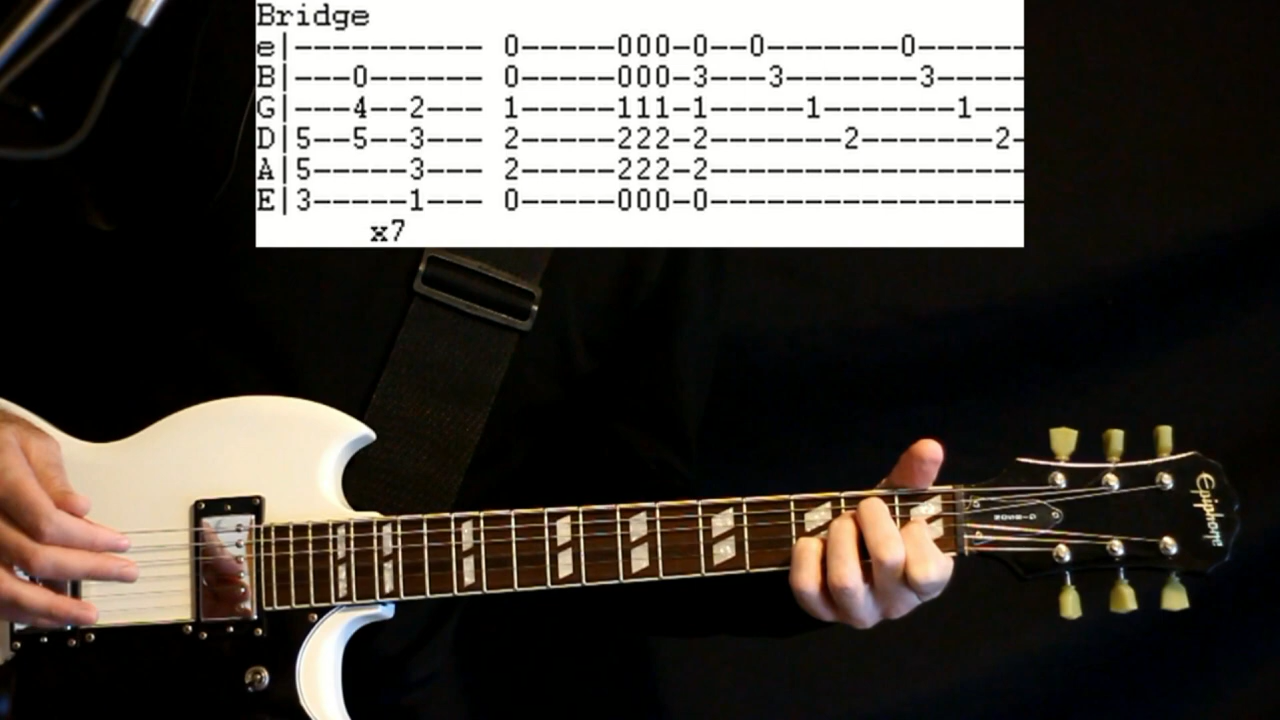 Bridge
e|---------- 0-----000-0--0-------0------
B|---0------ 0-----000-3---3-------3-----
G|---4--2--- 1-----111-1-----1-------1---
D|5--5--3--- 2-----222-2-------2-------2-
A|5-----3--- 2-----222-2-----------------
E|3-----1--- 0-----000-0-----------------
x7
Epiphone
G-400